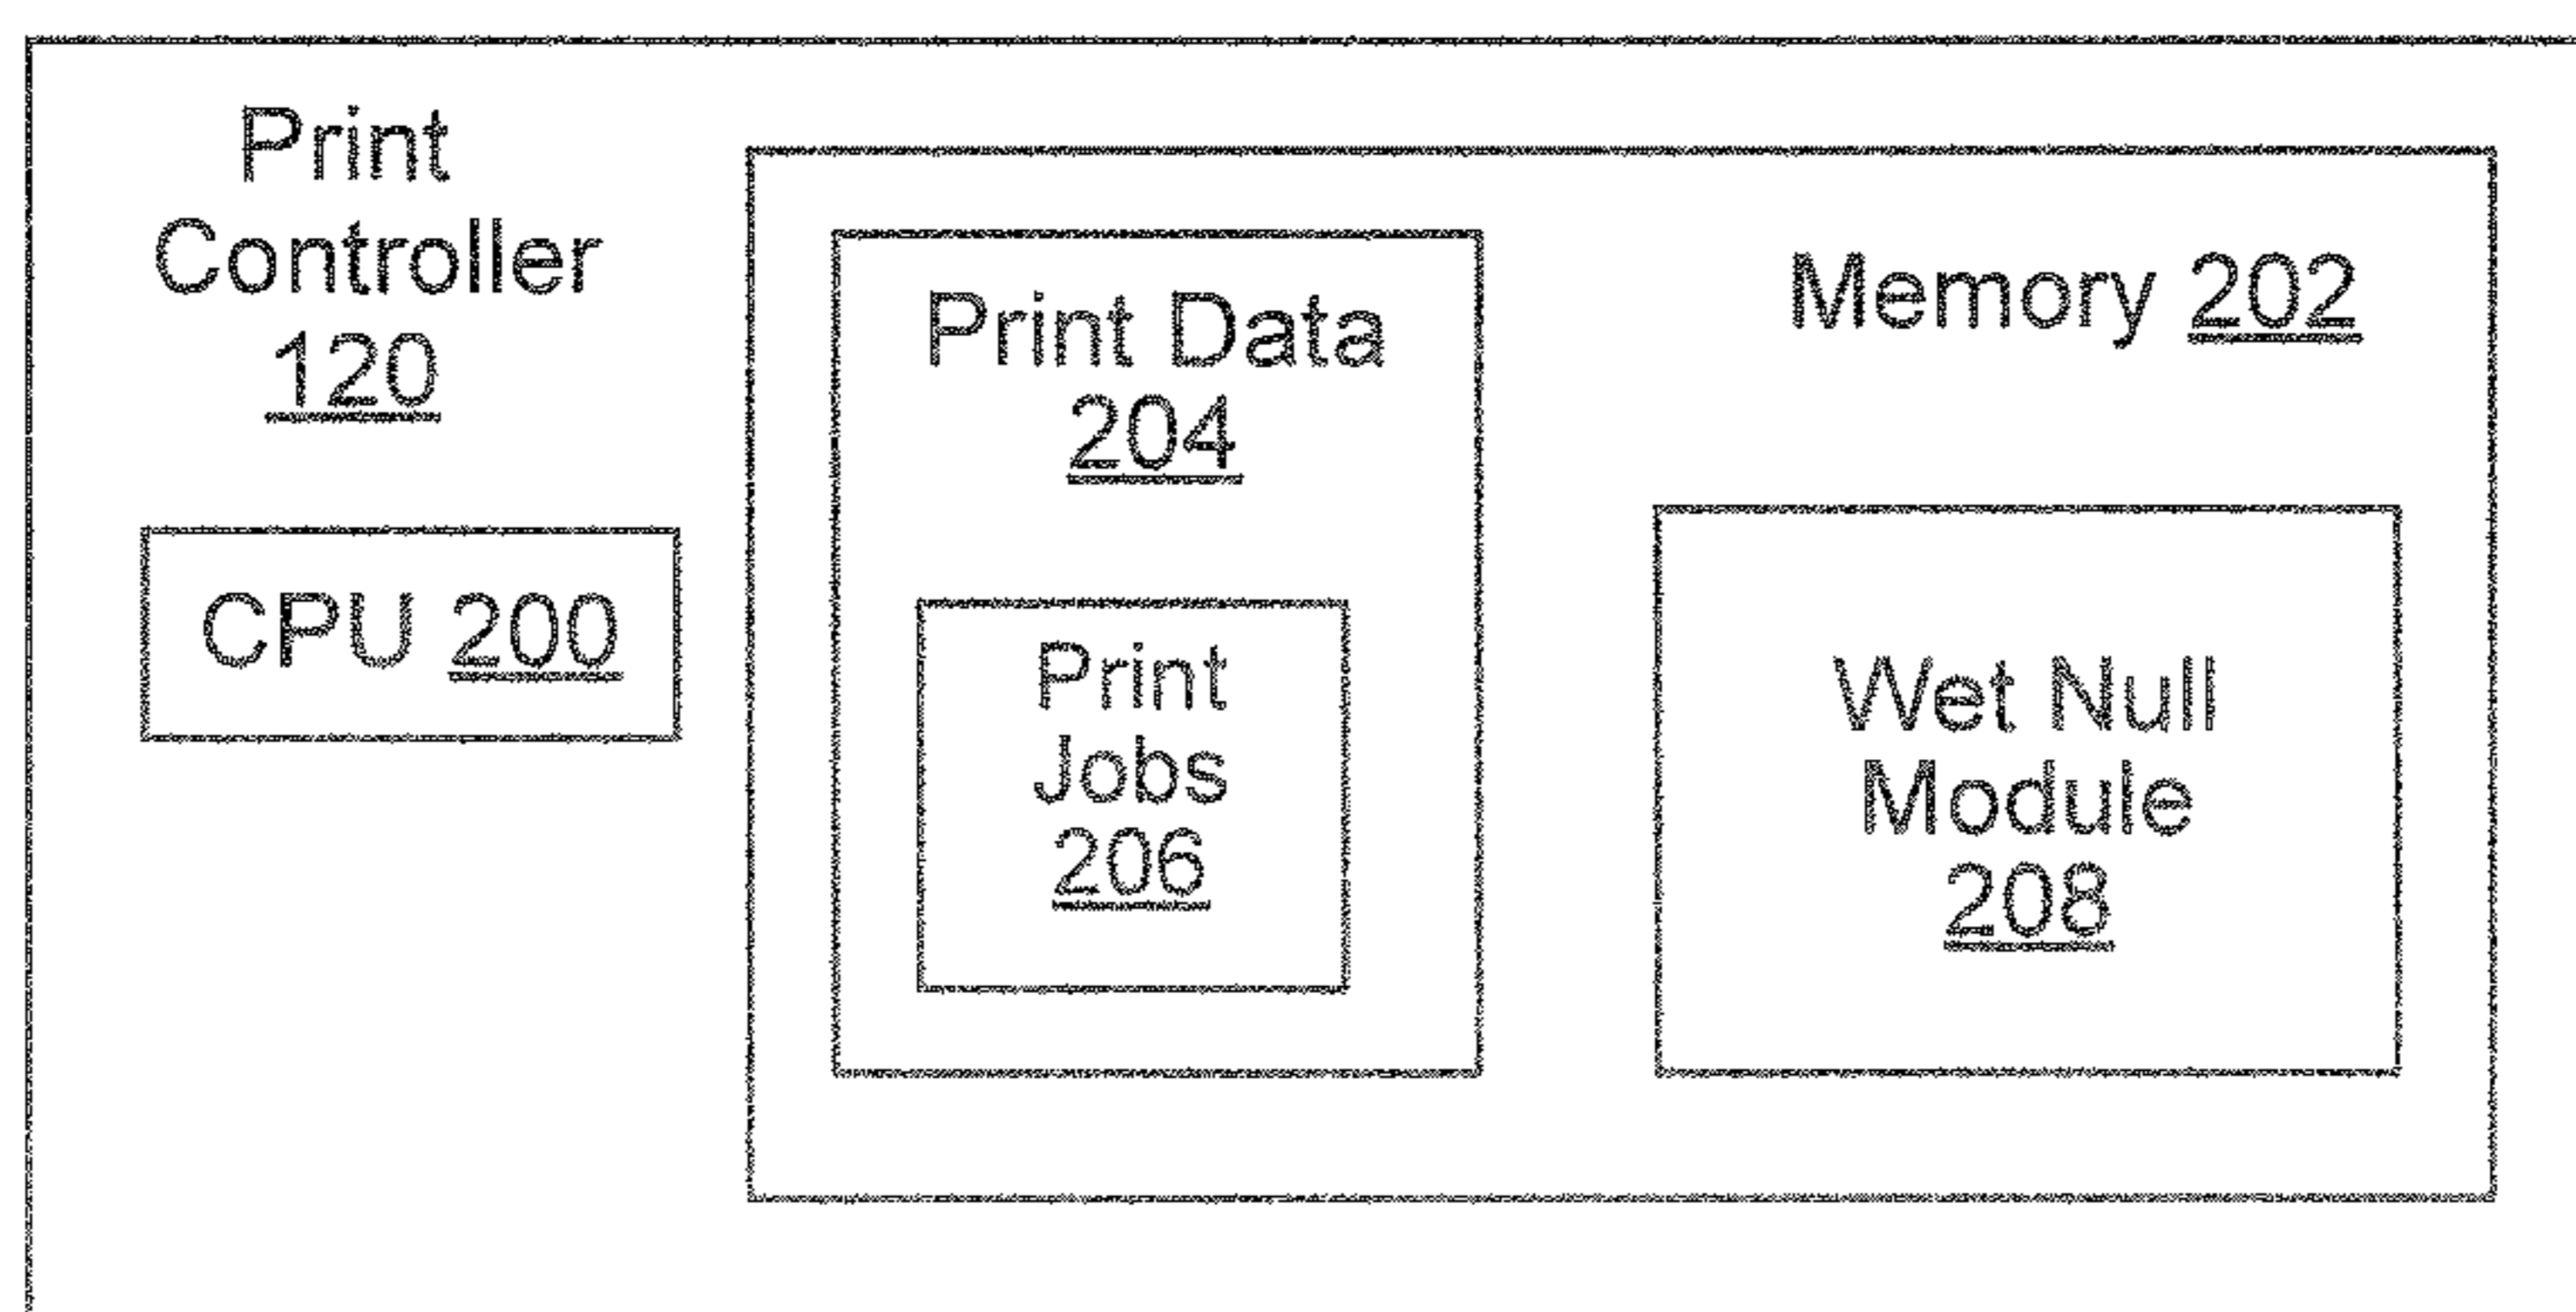 Print
Controller
120
CPU 200
Memory 202
Print Data
204
Print
Jobs
206
Wet Null
Module
208